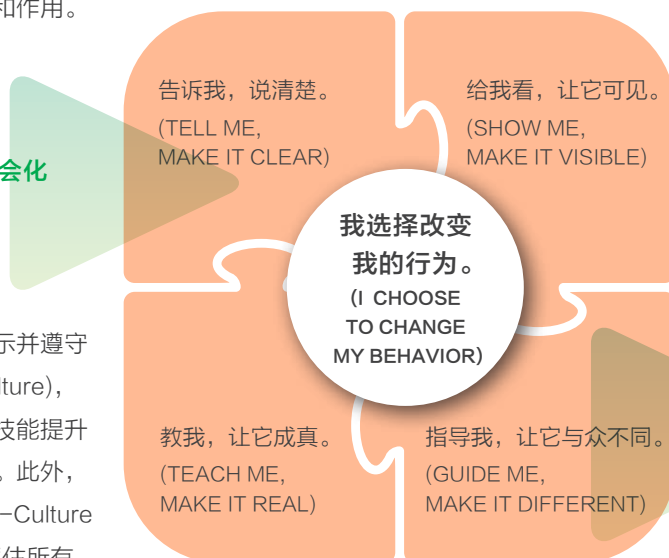 和作用。
会化
示并遵守
lture),
技能提升
。此外，
-Culture
住所有
告诉我，说清楚。
(TELL ME,
MAKE IT CLEAR)
给我看，让它可见。
(SHOW ME,
MAKE IT VISIBLE)
我选择改变
我的行为。
(I CHOOSE
TO CHANGE
MY BEHAVIOR)
教我，让它成真。
(TEACH ME,
MAKE IT REAL)
指导我，让它与众不同。
(GUIDE ME,
MAKE IT DIFFERENT)